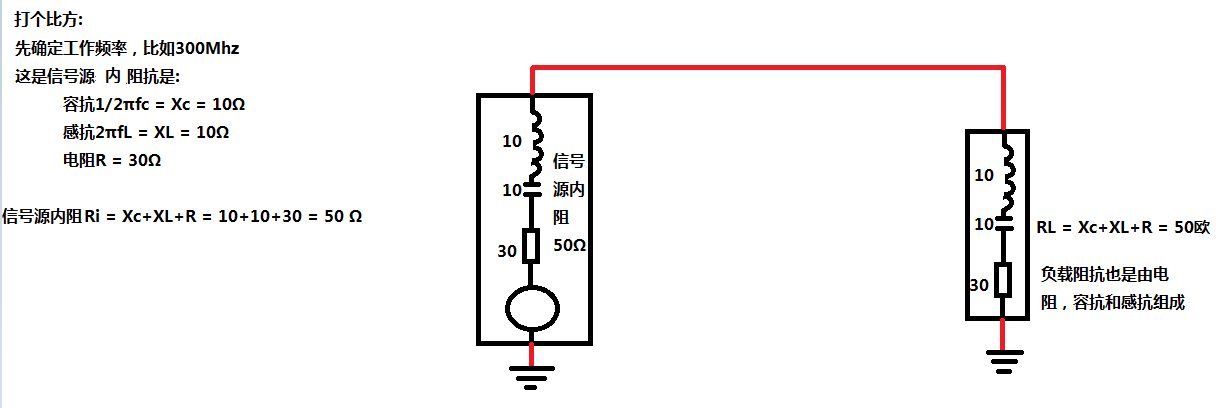 打个比方:
先确定工作频率，比如300Mhz
这是信号源 内 阻抗是:
容抗1/2πfc = Xc = 10Ω
感抗2πfL = XL = 10Ω
电阻R = 30Ω
信号源内阻Ri = Xc+XL+R = 10+10+30 = 50 Ω
10
10
30
信号
源内
阻
50Ω
10
10
30
RL = Xc+XL+R = 50欧
负载阻抗也是由电
阻，容抗和感抗组成